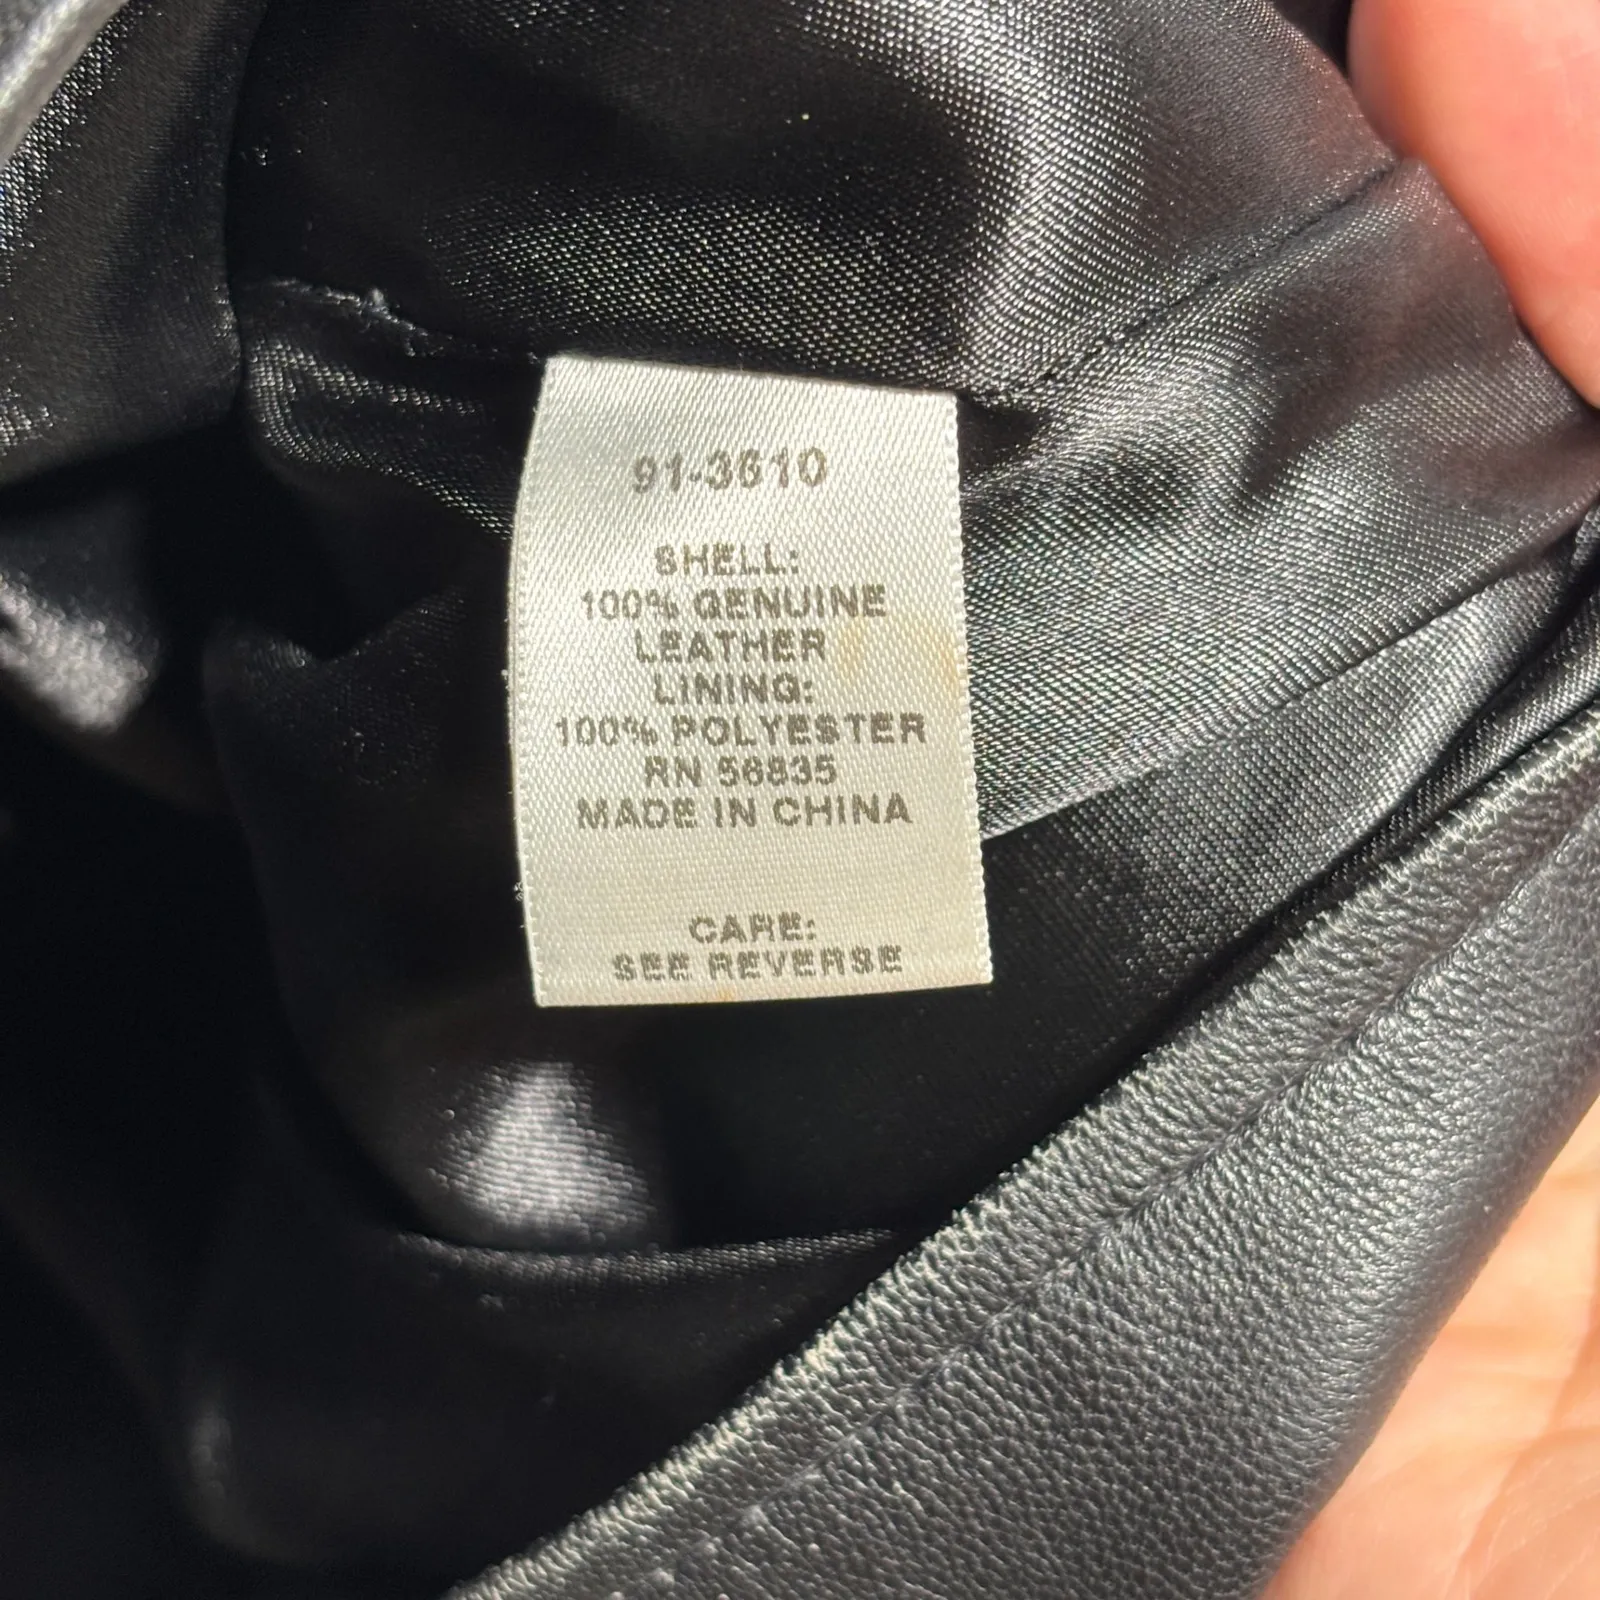 91-3610
SHELL:
100% GENUINE
LEATHER
LINING:
100% POLYESTER
RN 56835
MADE IN CHINA
CARE:
SEE REVERSE